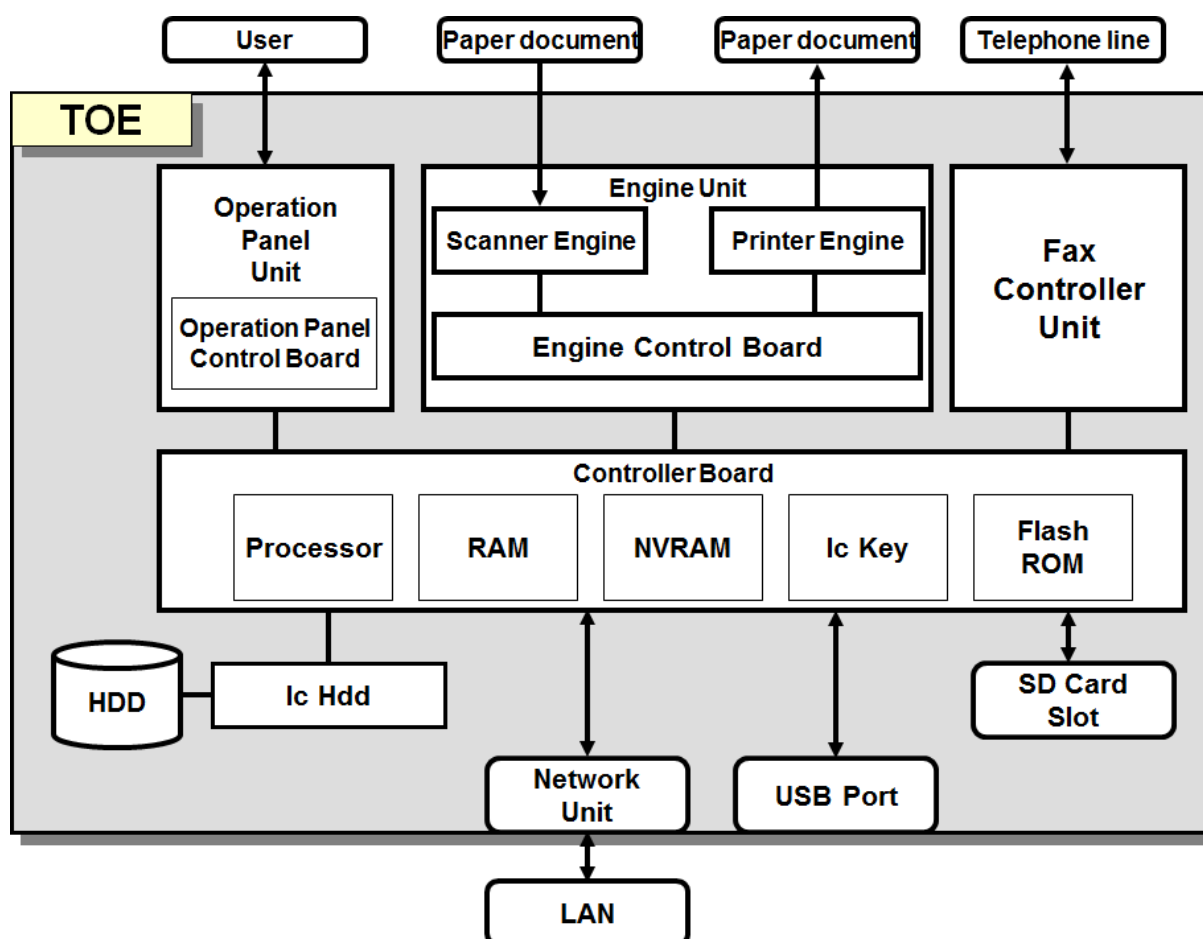 User
Paper document
Paper document
Telephone line
TOE
Operation
Panel
Unit
Operation Panel
Control Board
Engine Unit
Scanner Engine
Printer Engine
Engine Control Board
Fax
Controller
Unit
Controller Board
Processor
RAM
NVRAM
Ic Key
Flash
ROM
HDD
Ic Hdd
SD Card
Slot
Network
Unit
USB Port
LAN